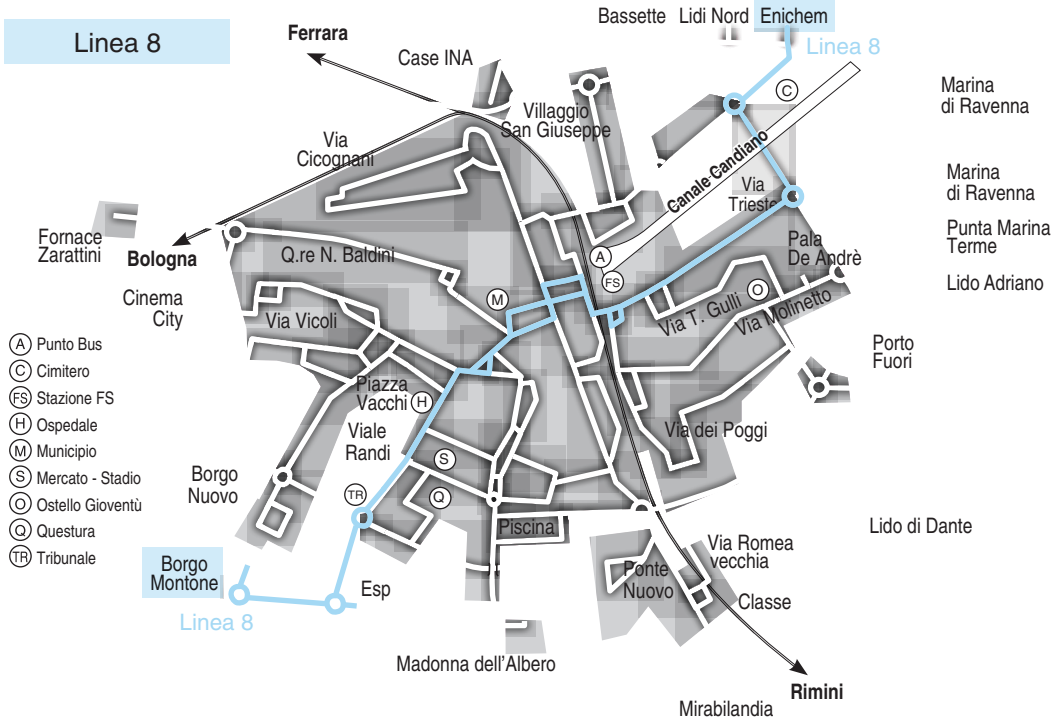 Linea 8
Ferrara
Case INA
Bassette
Lidi Nord
Enichem
Linea 8
C
Marina
di Ravenna
Villaggio
San Giuseppe
Via
Cicognani
Canale Candiano
Via
Trieste
Marina
di Ravenna
Punta Marina
Terme
Lido Adriano
Fornace
Zarattini
Bologna
Q.re N. Baldini
A
FS
Pala
De Andrè
Cinema
City
M
O
Via T. Gulli
Via Molinetto
Via Vicoli
Porto
Fuori
A Punto Bus
C Cimitero
FS Stazione FS
H Ospedale
M Municipio
S Mercato - Stadio
O Ostello Gioventù
Q Questura
TR Tribunale
Piazza
Vacchi
H
Viale
Randi
Via dei Poggi
S
Q
TR
Borgo
Nuovo
Piscina
Lido di Dante
Via Romea
vecchia
Ponte
Nuovo
Classe
Borgo
Montone
Esp
Linea 8
Madonna dell'Albero
Rimini
Mirabilandia